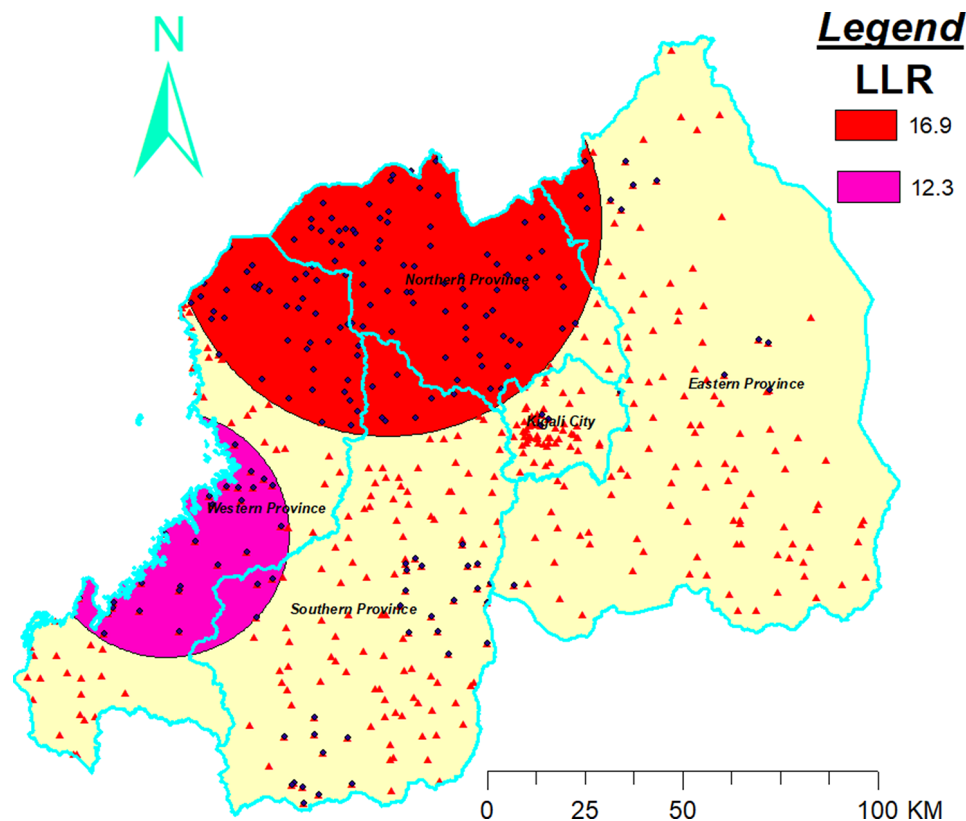 N
Legend
LLR
16.9
12.3
Northern Province
Eastern Province
Kigali City
Western Province
Southern Province
0 25 50 100 KM